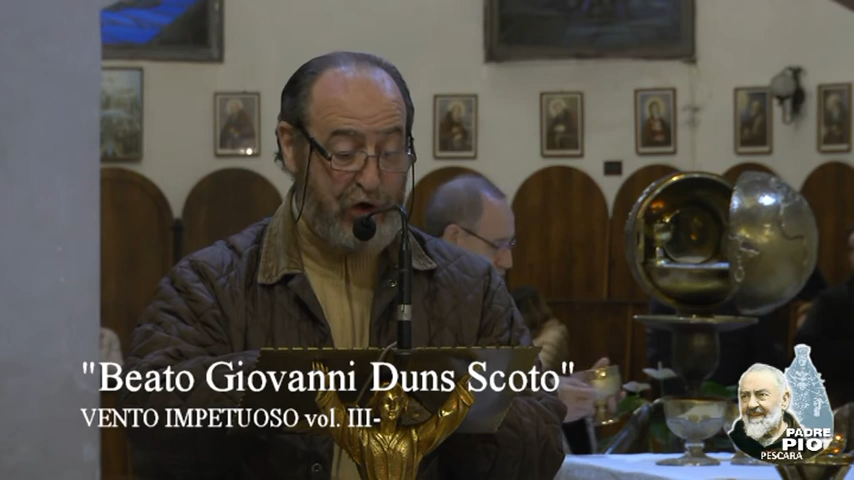 "Beato Giovanni Duns Scoto"
VENTO IMPETUOSO vol. III-
PADRE
PIO
PESCARA